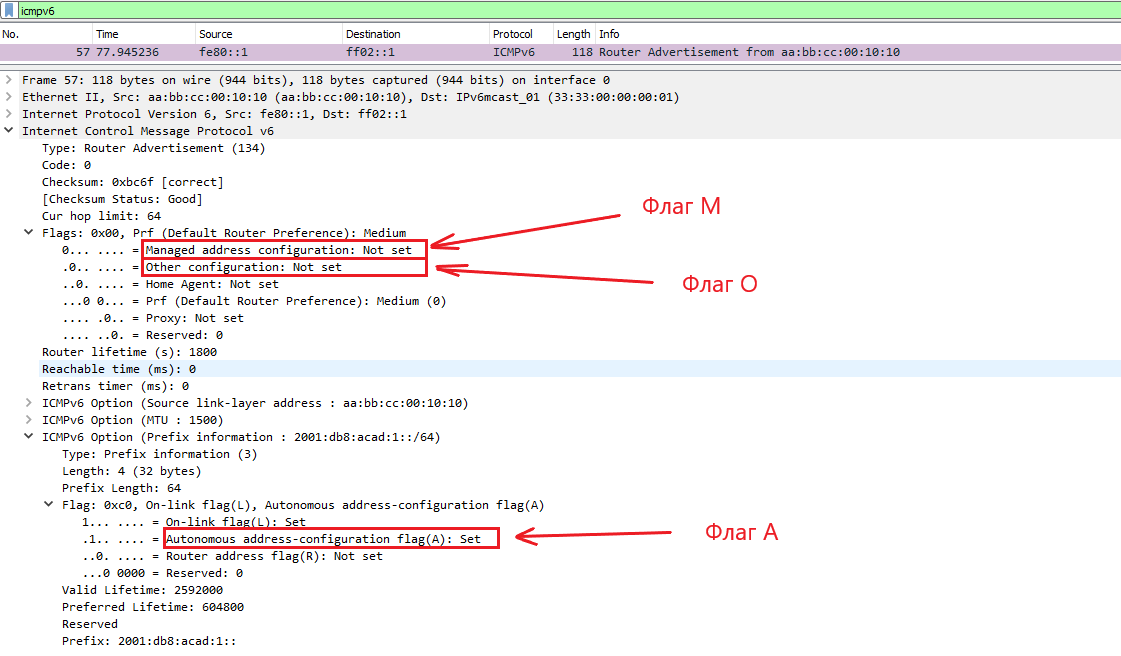 icmpv6
No. Time Source Destination Protocol Length Info
57 77.945236 fe80::1 ff02::1 ICMPv6 118 Router Advertisement from aa:bb:cc:00:10:10
Frame 57: 118 bytes on wire (944 bits), 118 bytes captured (944 bits) on interface 0
Ethernet II, Src: aa:bb:cc:00:10:10 (aa:bb:cc:00:10:10), Dst: IPv6mcast_01 (33:33:00:00:00:01)
Internet Protocol Version 6, Src: fe80::1, Dst: ff02::1
Internet Control Message Protocol v6
Type: Router Advertisement (134)
Code: 0
Checksum: 0xbc6f [correct]
[Checksum Status: Good]
Cur hop limit: 64
Флаг M
Flags: 0x00, Prf (Default Router Preference): Medium
0... .... = Managed address configuration: Not set
.0.. .... = Other configuration: Not set
..0. .... = Home Agent: Not set
Флаг O
...0 0... = Prf (Default Router Preference): Medium (0)
.... .0.. = Proxy: Not set
.... ..0. = Reserved: 0
Router lifetime (s): 1800
Reachable time (ms): 0
Retrans timer (ms): 0
ICMPv6 Option (Source link-layer address : aa:bb:cc:00:10:10)
ICMPv6 Option (MTU : 1500)
ICMPv6 Option (Prefix information : 2001:db8:acad:1::/64)
Type: Prefix information (3)
Length: 4 (32 bytes)
Prefix Length: 64
Flag: 0xc0, On-link flag(L), Autonomous address-configuration flag(A)
1... .... = On-link flag(L): Set
.1.. .... = Autonomous address-configuration flag(A): Set
Флаг A
..0. .... = Router address flag(R): Not set
...0 0000 = Reserved: 0
Valid Lifetime: 2592000
Preferred Lifetime: 604800
Reserved
Prefix: 2001:db8:acad:1::